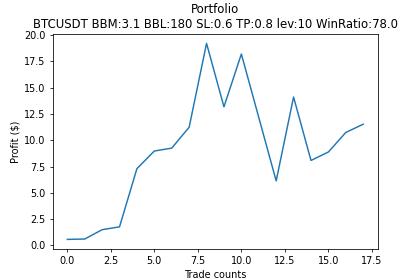 Portfolio
BTCUSDT BBM:3.1 BBL:180 SL:0.6 TP:0.8 lev:10 WinRatio:78.0
20.0
17.5
15.0
12.5
10.0
7.5
5.0
2.5
0.0
Profit ($)
0.0 2.5 5.0 7.5 10.0 12.5 15.0 17.5
Trade counts